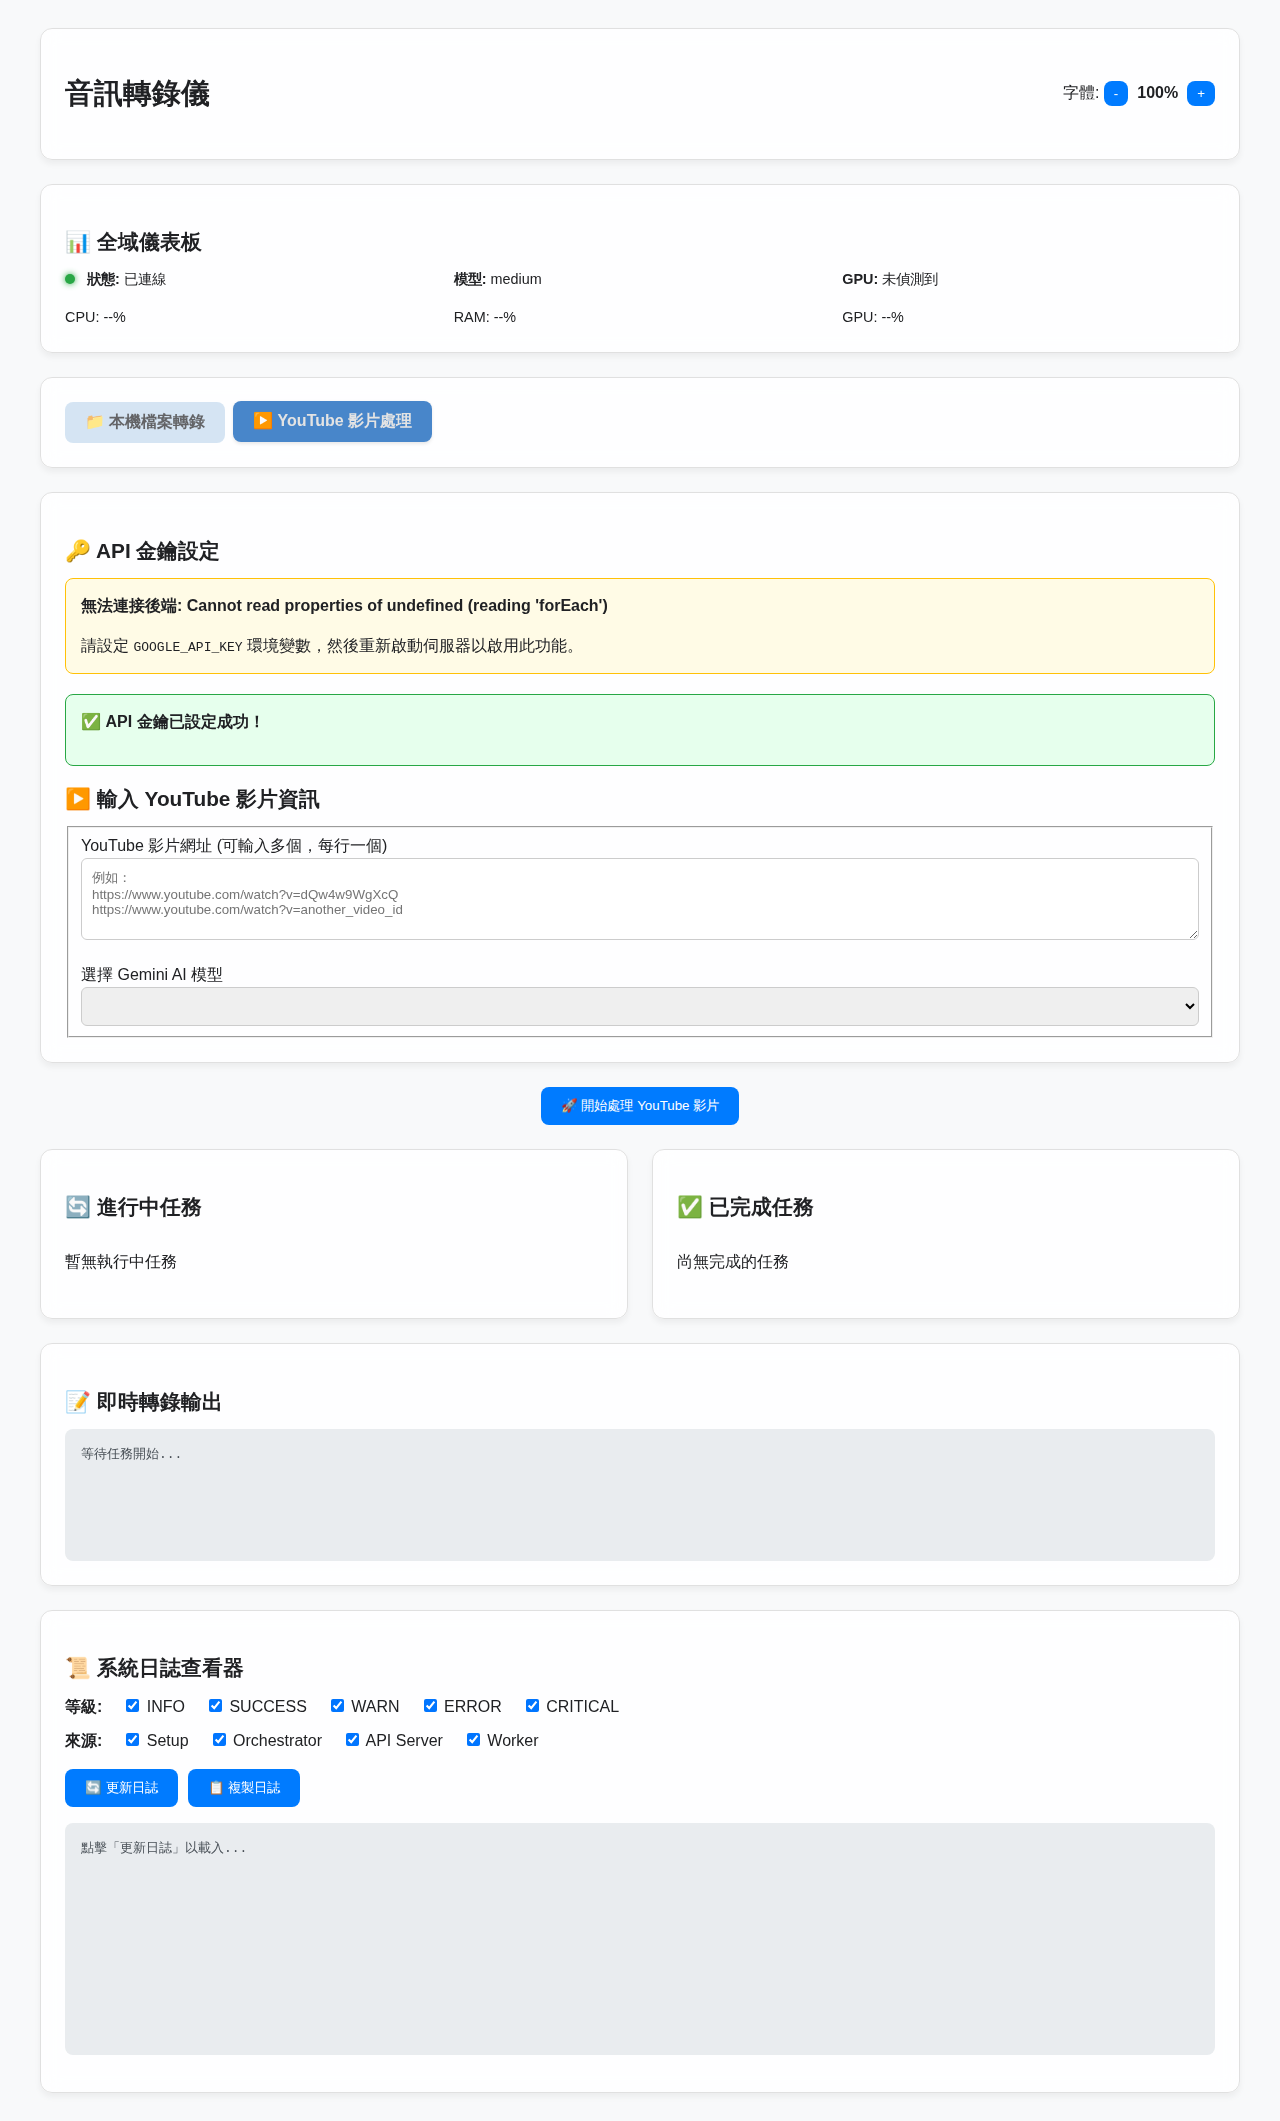 音訊轉錄儀
字體: - 100% +
📊 全域儀表板
狀態: 已連線 模型: medium GPU: 未偵測到
CPU: --% RAM: --% GPU: --%
📁 本機檔案轉錄 ▶️ YouTube 影片處理
🔑 API 金鑰設定
無法連接後端: Cannot read properties of undefined (reading 'forEach')
請設定 GOOGLE_API_KEY 環境變數，然後重新啟動伺服器以啟用此功能。
✅ API 金鑰已設定成功！
▶️ 輸入 YouTube 影片資訊
YouTube 影片網址 (可輸入多個，每行一個)
例如：
https://www.youtube.com/watch?v=dQw4w9WgXcQ
https://www.youtube.com/watch?v=another_video_id
選擇 Gemini AI 模型
🚀 開始處理 YouTube 影片
🔄 進行中任務
暫無執行中任務
✅ 已完成任務
尚無完成的任務
📝 即時轉錄輸出
等待任務開始...
📜 系統日誌查看器
等級: INFO SUCCESS WARN ERROR CRITICAL
來源: Setup Orchestrator API Server Worker
🔄 更新日誌 📋 複製日誌
點擊「更新日誌」以載入...